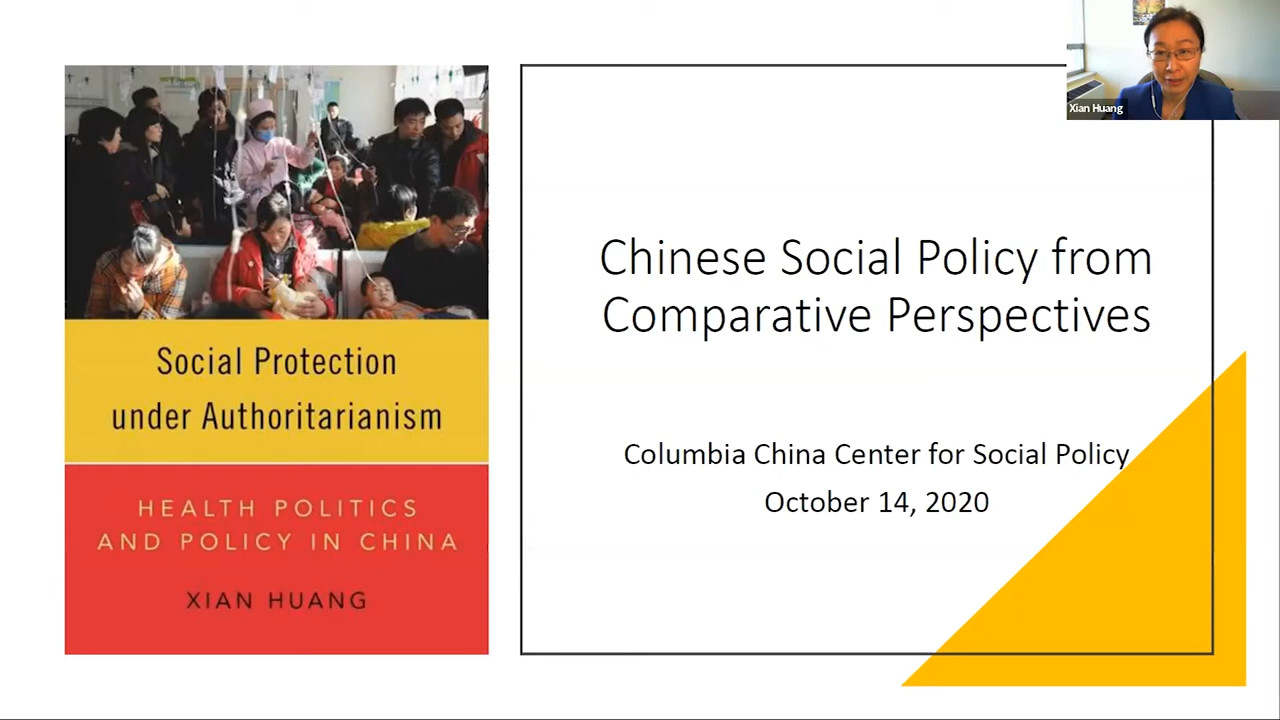 Xian Huang
Social Protection
under Authoritarianism
HEALTH POLITICS
AND POLICY IN CHINA
XIAN HUANG
Chinese Social Policy from
Comparative Perspectives
Columbia China Center for Social Policy
October 14, 2020